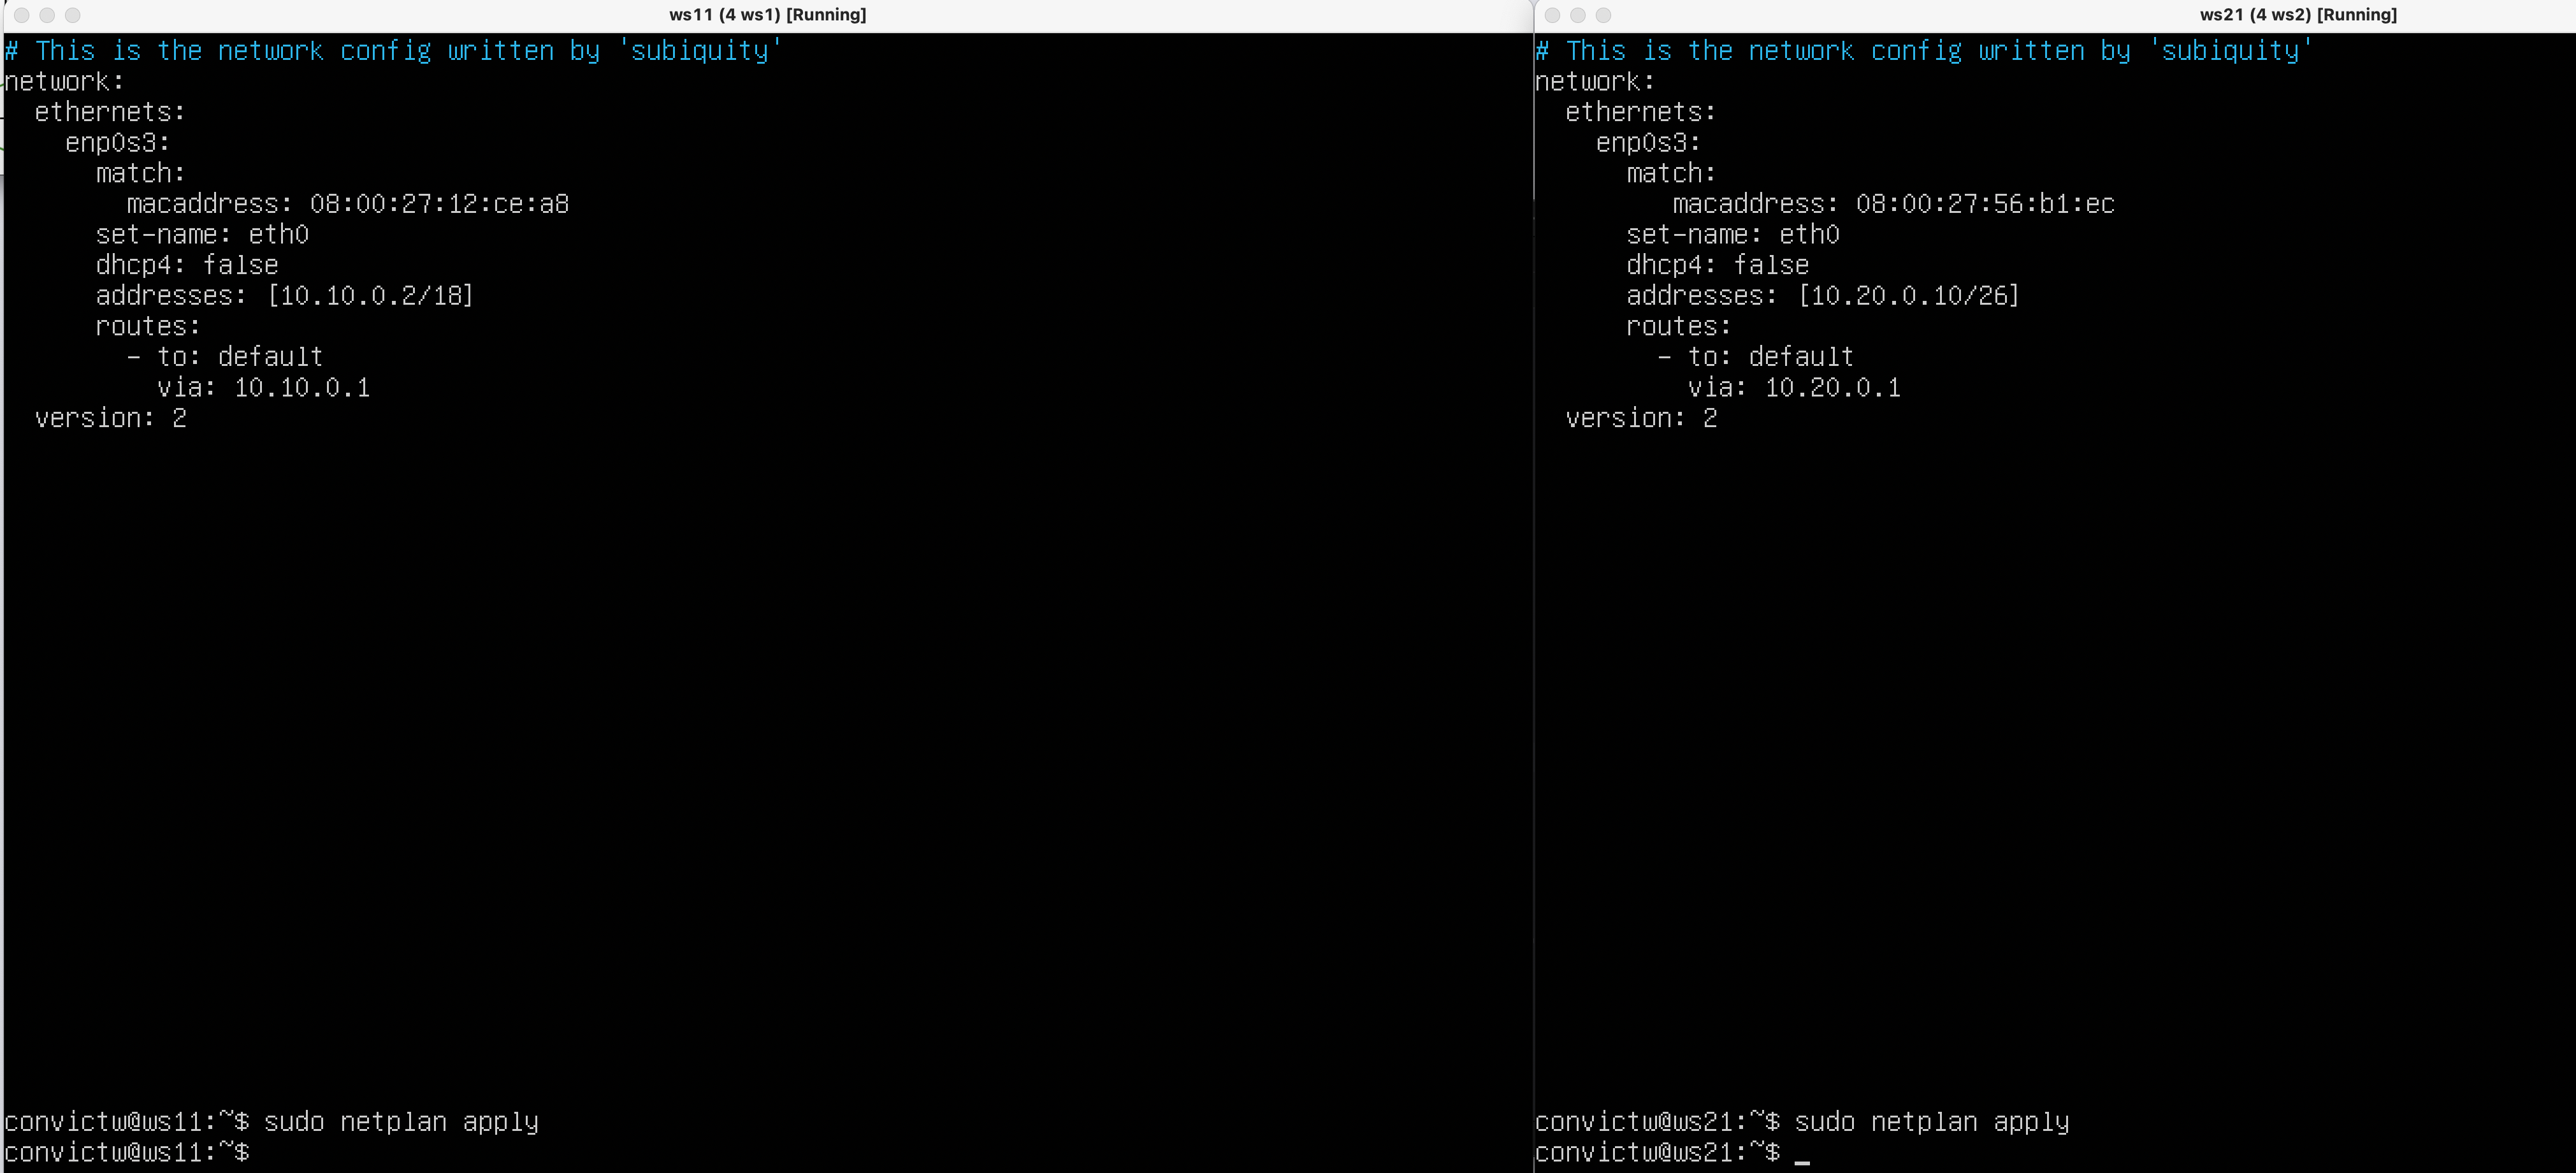 ws11 (4 ws1) [Running]
# This is the network config written by 'subiquity'
network:
  ethernets:
    enp0s3:
      match:
        macaddress: 08:00:27:12:ce:a8
      set-name: eth0
      dhcp4: false
      addresses: [10.10.0.2/18]
      routes:
        - to: default
          via: 10.10.0.1
  version: 2
convictw@ws11:~$ sudo netplan apply
convictw@ws11:~$
ws21 (4 ws2) [Running]
# This is the network config written by 'subiquity'
network:
  ethernets:
    enp0s3:
      match:
         macaddress: 08:00:27:56:b1:ec
      set-name: eth0
      dhcp4: false
      addresses: [10.20.0.10/26]
      routes:
        - to: default
          via: 10.20.0.1
  version: 2
convictw@ws21:~$ sudo netplan apply
convictw@ws21:~$ _